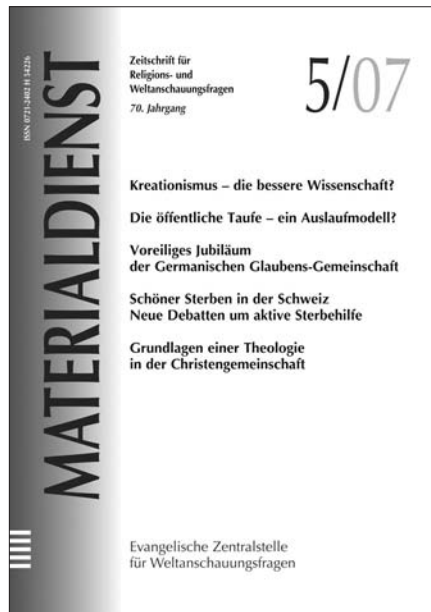 ISSN 0721-2402 H 54226
MATERIALDIENST
Zeitschrift für
Religions- und
Weltanschauungsfragen
70. Jahrgang
5/07
Kreationismus – die bessere Wissenschaft?
Die öffentliche Taufe – ein Auslaufmodell?
Voreiliges Jubiläum
der Germanischen Glaubens-Gemeinschaft
Schöner Sterben in der Schweiz
Neue Debatten um aktive Sterbehilfe
Grundlagen einer Theologie
in der Christengemeinschaft
Evangelische Zentralstelle
für Weltanschauungsfragen